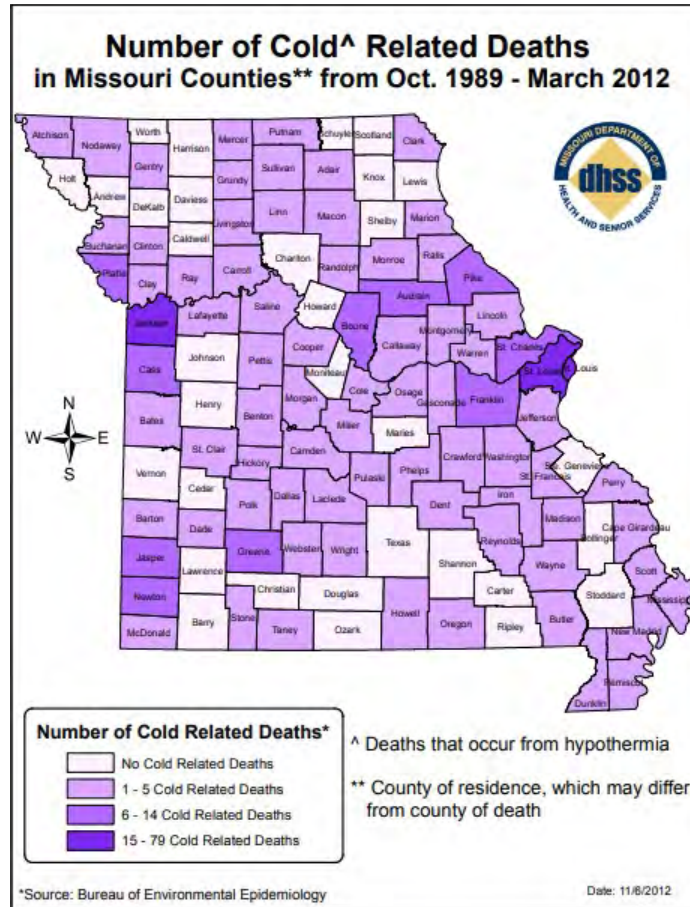 Number of Cold^ Related Deaths
in Missouri Counties** from Oct. 1989 - March 2012
MISSOURI DEPARTMENT OF
dhss
HEALTH AND SENIOR SERVICES
Atchison
Nodaway
Worth
Harrison
Mercer
Putnam
Schuyler
Scotland
Clark
Holt
Gentry
Grundy
Sullivan
Adair
Knox
Lewis
Andrew
DeKalb
Daviess
Livingston
Linn
Macon
Shelby
Marion
Buchanan
Clinton
Caldwell
Chariton
Randolph
Monroe
Ralls
Platte
Clay
Ray
Carroll
Pike
Audrain
Jackson
Lafayette
Saline
Howard
Boone
Lincoln
Cooper
Callaway
Montgomery
Warren
St. Charles
Johnson
Pettis
Moniteau
St. Louis
St. Louis
Cass
Cole
Osage
Gasconade
Franklin
Jefferson
Henry
Benton
Morgan
Miller
Maries
Bates
St. Clair
Hickory
Camden
Crawford
Washington
Ste. Genevieve
St. Francois
Vernon
Cedar
Pulaski
Phelps
Iron
Perry
Polk
Dallas
Laclede
Dent
Madison
Barton
Dade
Reynolds
Bollinger
Cape Girardeau
Jasper
Greene
Webster
Wright
Texas
Shannon
Wayne
Scott
Lawrence
Christian
Douglas
Carter
Stoddard
Mississippi
Newton
Howell
Butler
McDonald
Barry
Stone
Taney
Ozark
Oregon
Ripley
New Madrid
Pemiscot
Dunklin
N
W E
S
Number of Cold Related Deaths*
No Cold Related Deaths
1 - 5 Cold Related Deaths
6 - 14 Cold Related Deaths
15 - 79 Cold Related Deaths
^ Deaths that occur from hypothermia
** County of residence, which may differ
from county of death
*Source: Bureau of Environmental Epidemiology
Date: 11/6/2012